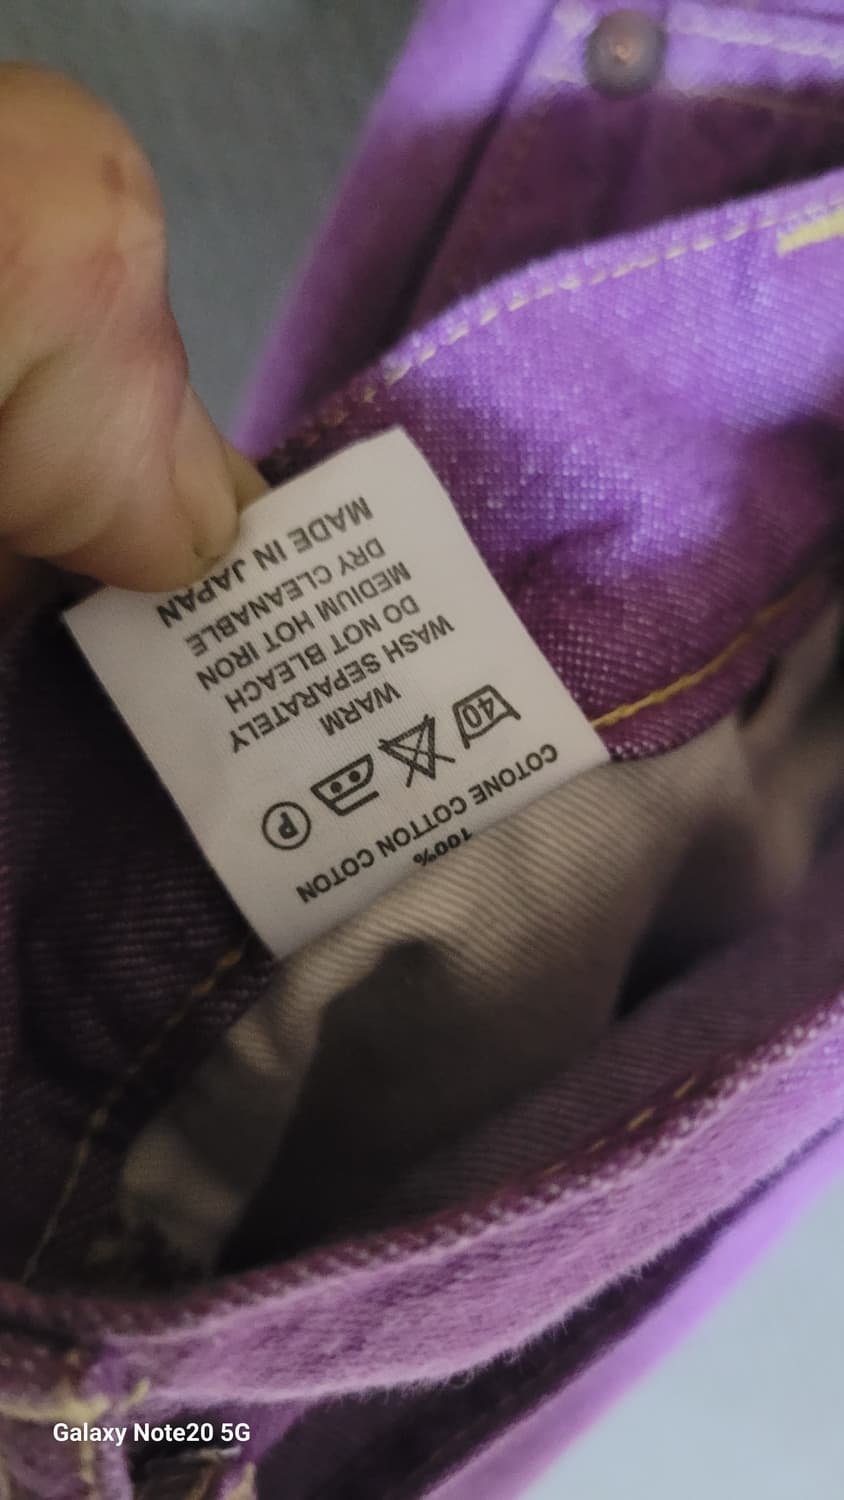 100%
COTONE COTTON COTON
40 P
WARM
WASH SEPARATELY
DO NOT BLEACH
MEDIUM HOT IRON
DRY CLEANABLE
MADE IN JAPAN
Galaxy Note20 5G